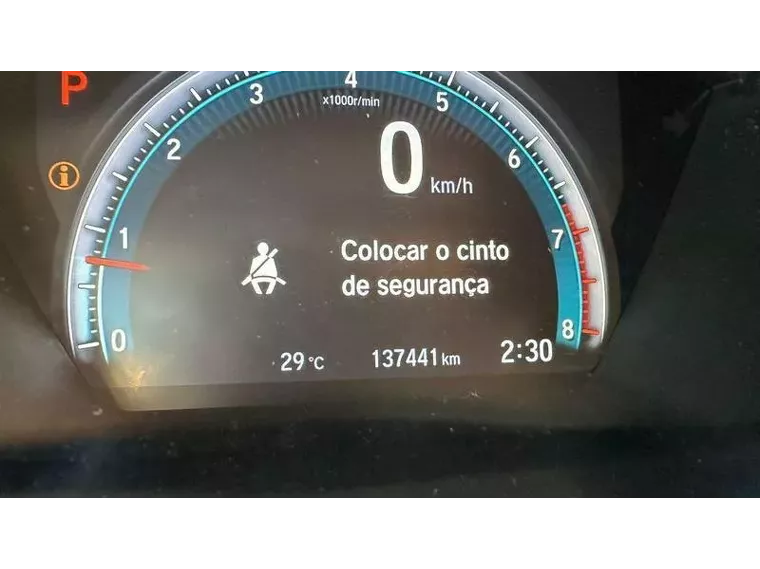 P
4
3
5
x1000r/min
2
6
0
km/h
i
1
7
Colocar o cinto
de segurança
0
8
29 °C 137441 km 2:30